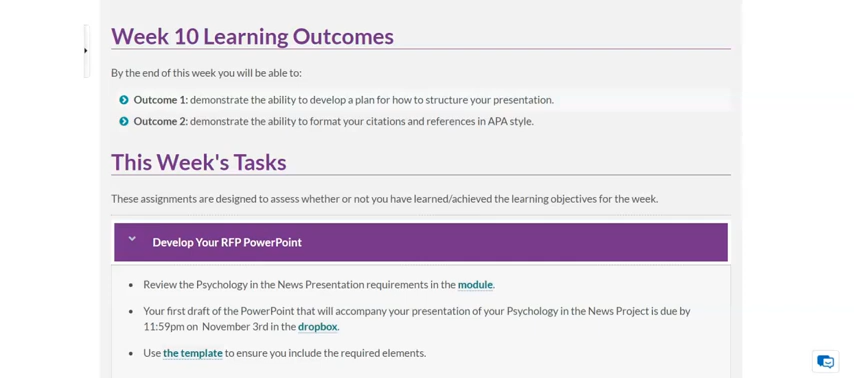 Week 10 Learning Outcomes
By the end of this week you will be able to:
Outcome 1: demonstrate the ability to develop a plan for how to structure your presentation.
Outcome 2: demonstrate the ability to format your citations and references in APA style.
This Week's Tasks
These assignments are designed to assess whether or not you have learned/achieved the learning objectives for the week.
Develop Your RFP PowerPoint
Review the Psychology in the News Presentation requirements in the module.
Your first draft of the PowerPoint that will accompany your presentation of your Psychology in the News Project is due by
11:59pm on November 3rd in the dropbox.
Use the template to ensure you include the required elements.